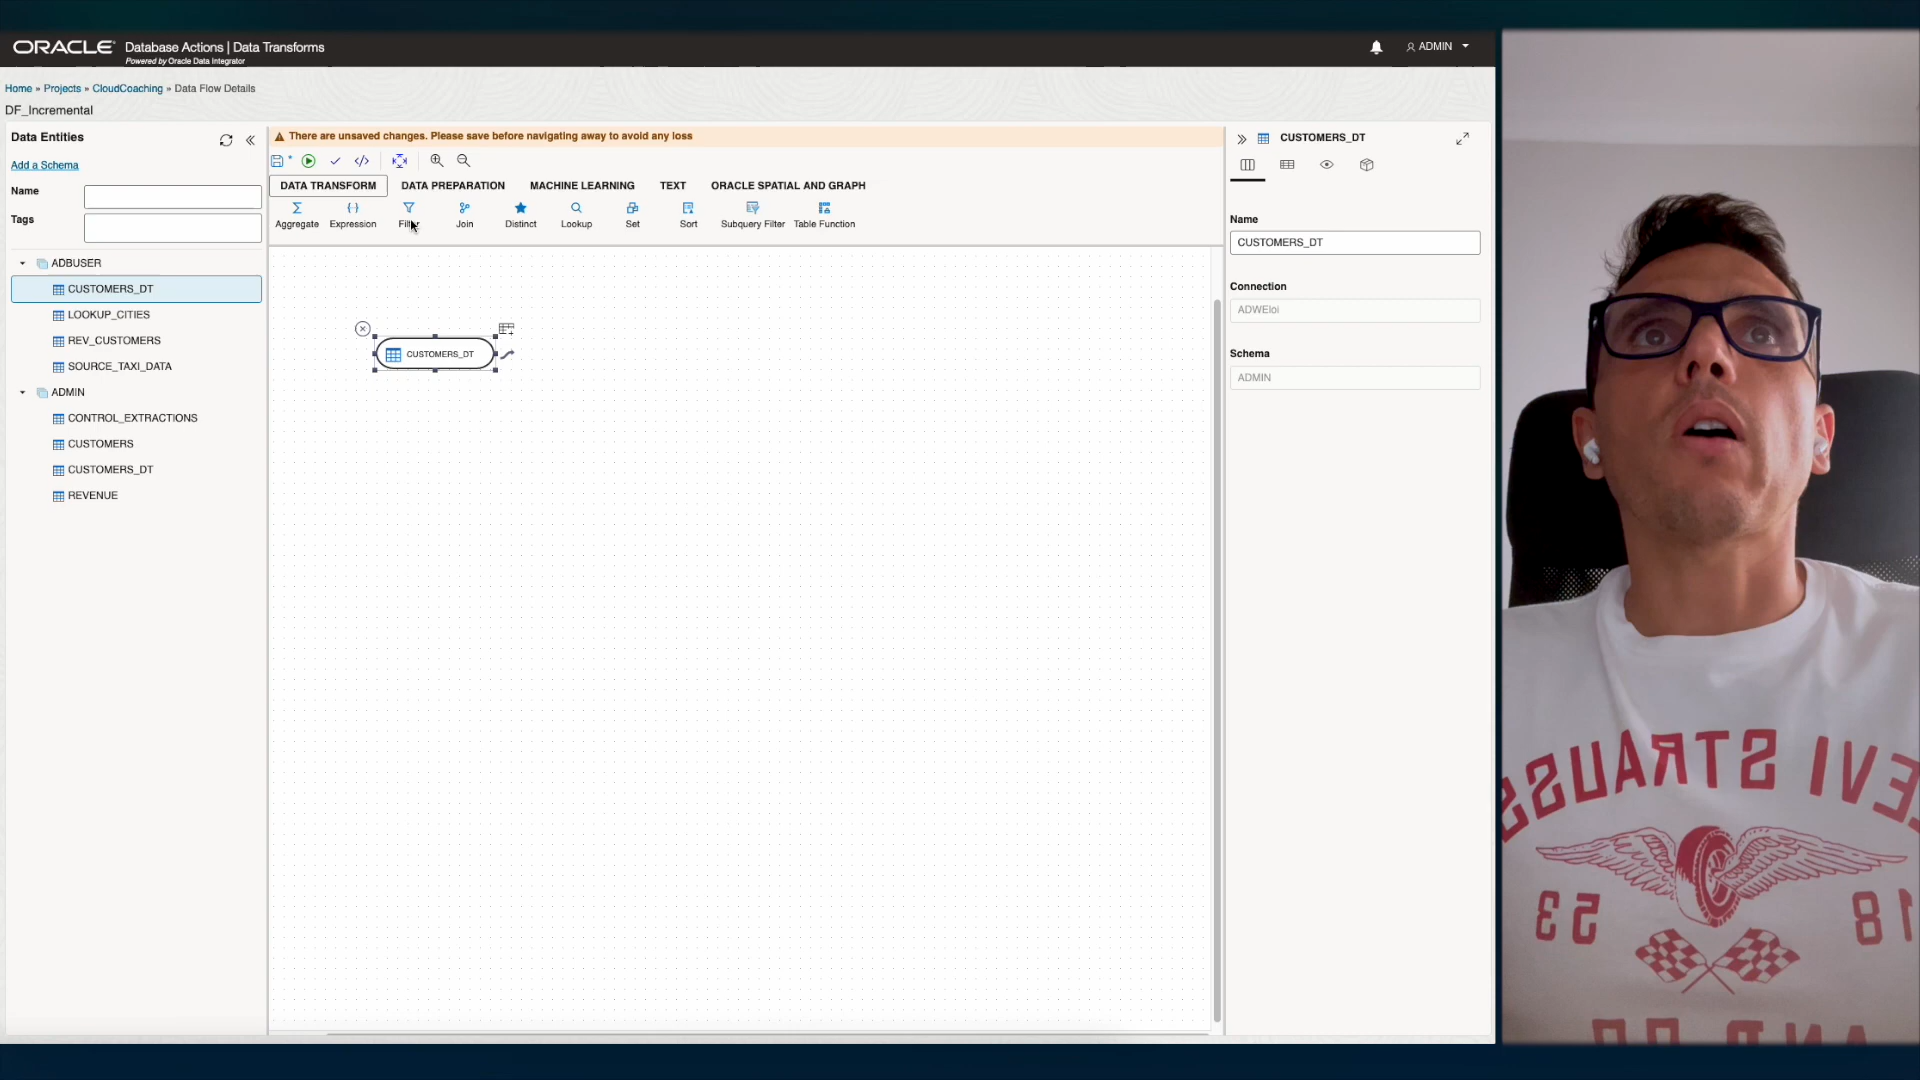 ORACLE Database Actions | Data Transforms
Powered by Oracle Data Integrator
ADMIN
Home » Projects » CloudCoaching » Data Flow Details
DF_Incremental
Data Entities
Add a Schema
Name
Tags
ADBUSER
CUSTOMERS_DT
LOOKUP_CITIES
REV_CUSTOMERS
SOURCE_TAXI_DATA
ADMIN
CONTROL_EXTRACTIONS
CUSTOMERS
CUSTOMERS_DT
REVENUE
There are unsaved changes. Please save before navigating away to avoid any loss
DATA TRANSFORM DATA PREPARATION MACHINE LEARNING TEXT ORACLE SPATIAL AND GRAPH
Aggregate Expression Filter Join Distinct Lookup Set Sort Subquery Filter Table Function
CUSTOMERS_DT
CUSTOMERS_DT
Name
CUSTOMERS_DT
Connection
ADWEloi
Schema
ADMIN
LEVI STRAUSS
18 53